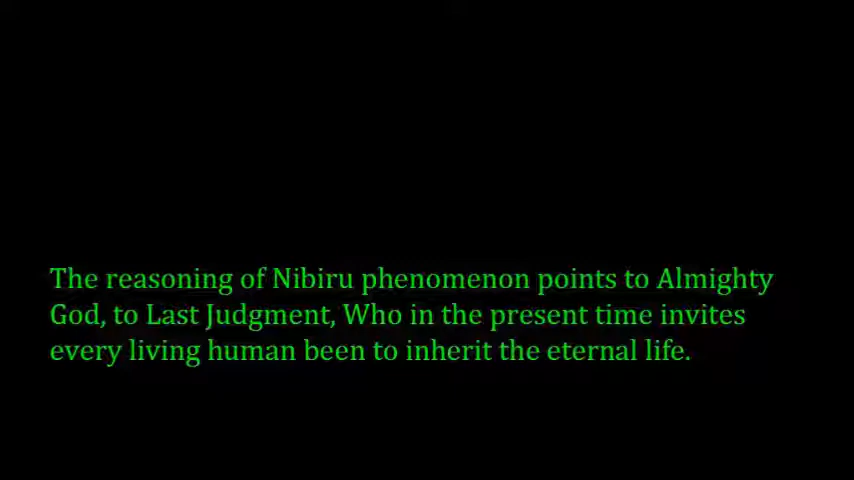 The reasoning of Nibiru phenomenon points to Almighty
God, to Last Judgment, Who in the present time invites
every living human been to inherit the eternal life.